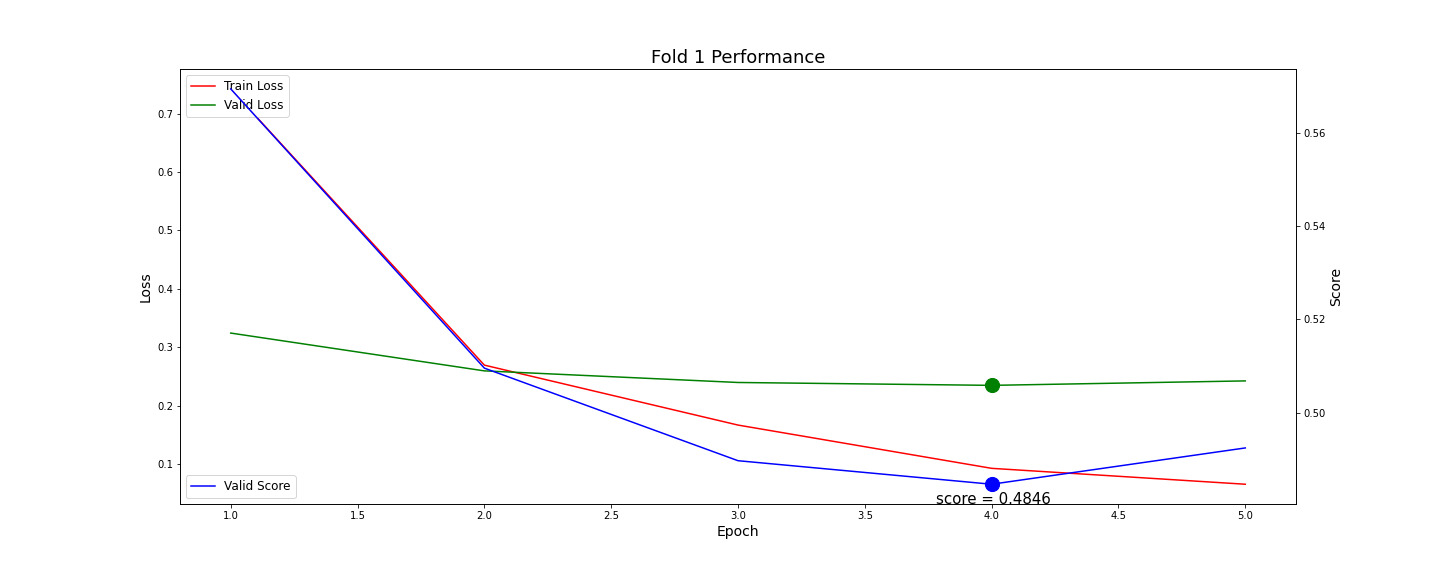 Fold 1 Performance
Train Loss
Valid Loss
0.7
0.6
0.5
0.4
0.3
0.2
0.1
Loss
0.56
0.54
0.52
0.50
Score
Valid Score
score = 0.4846
1.0 1.5 2.0 2.5 3.0 3.5 4.0 4.5 5.0
Epoch